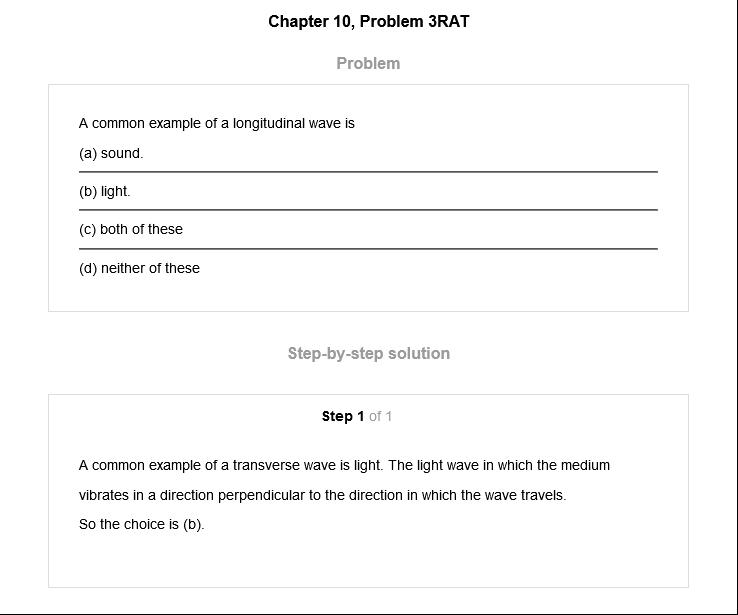 Chapter 10, Problem 3RAT
Problem
A common example of a longitudinal wave is
(a) sound.
(b) light.
(c) both of these
(d) neither of these
Step-by-step solution
Step 1 of 1
A common example of a transverse wave is light. The light wave in which the medium
vibrates in a direction perpendicular to the direction in which the wave travels.
So the choice is (b).